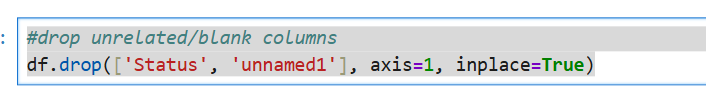 #drop unrelated/blank columns
: df.drop(['Status', 'unnamed1'], axis=1, inplace=True)